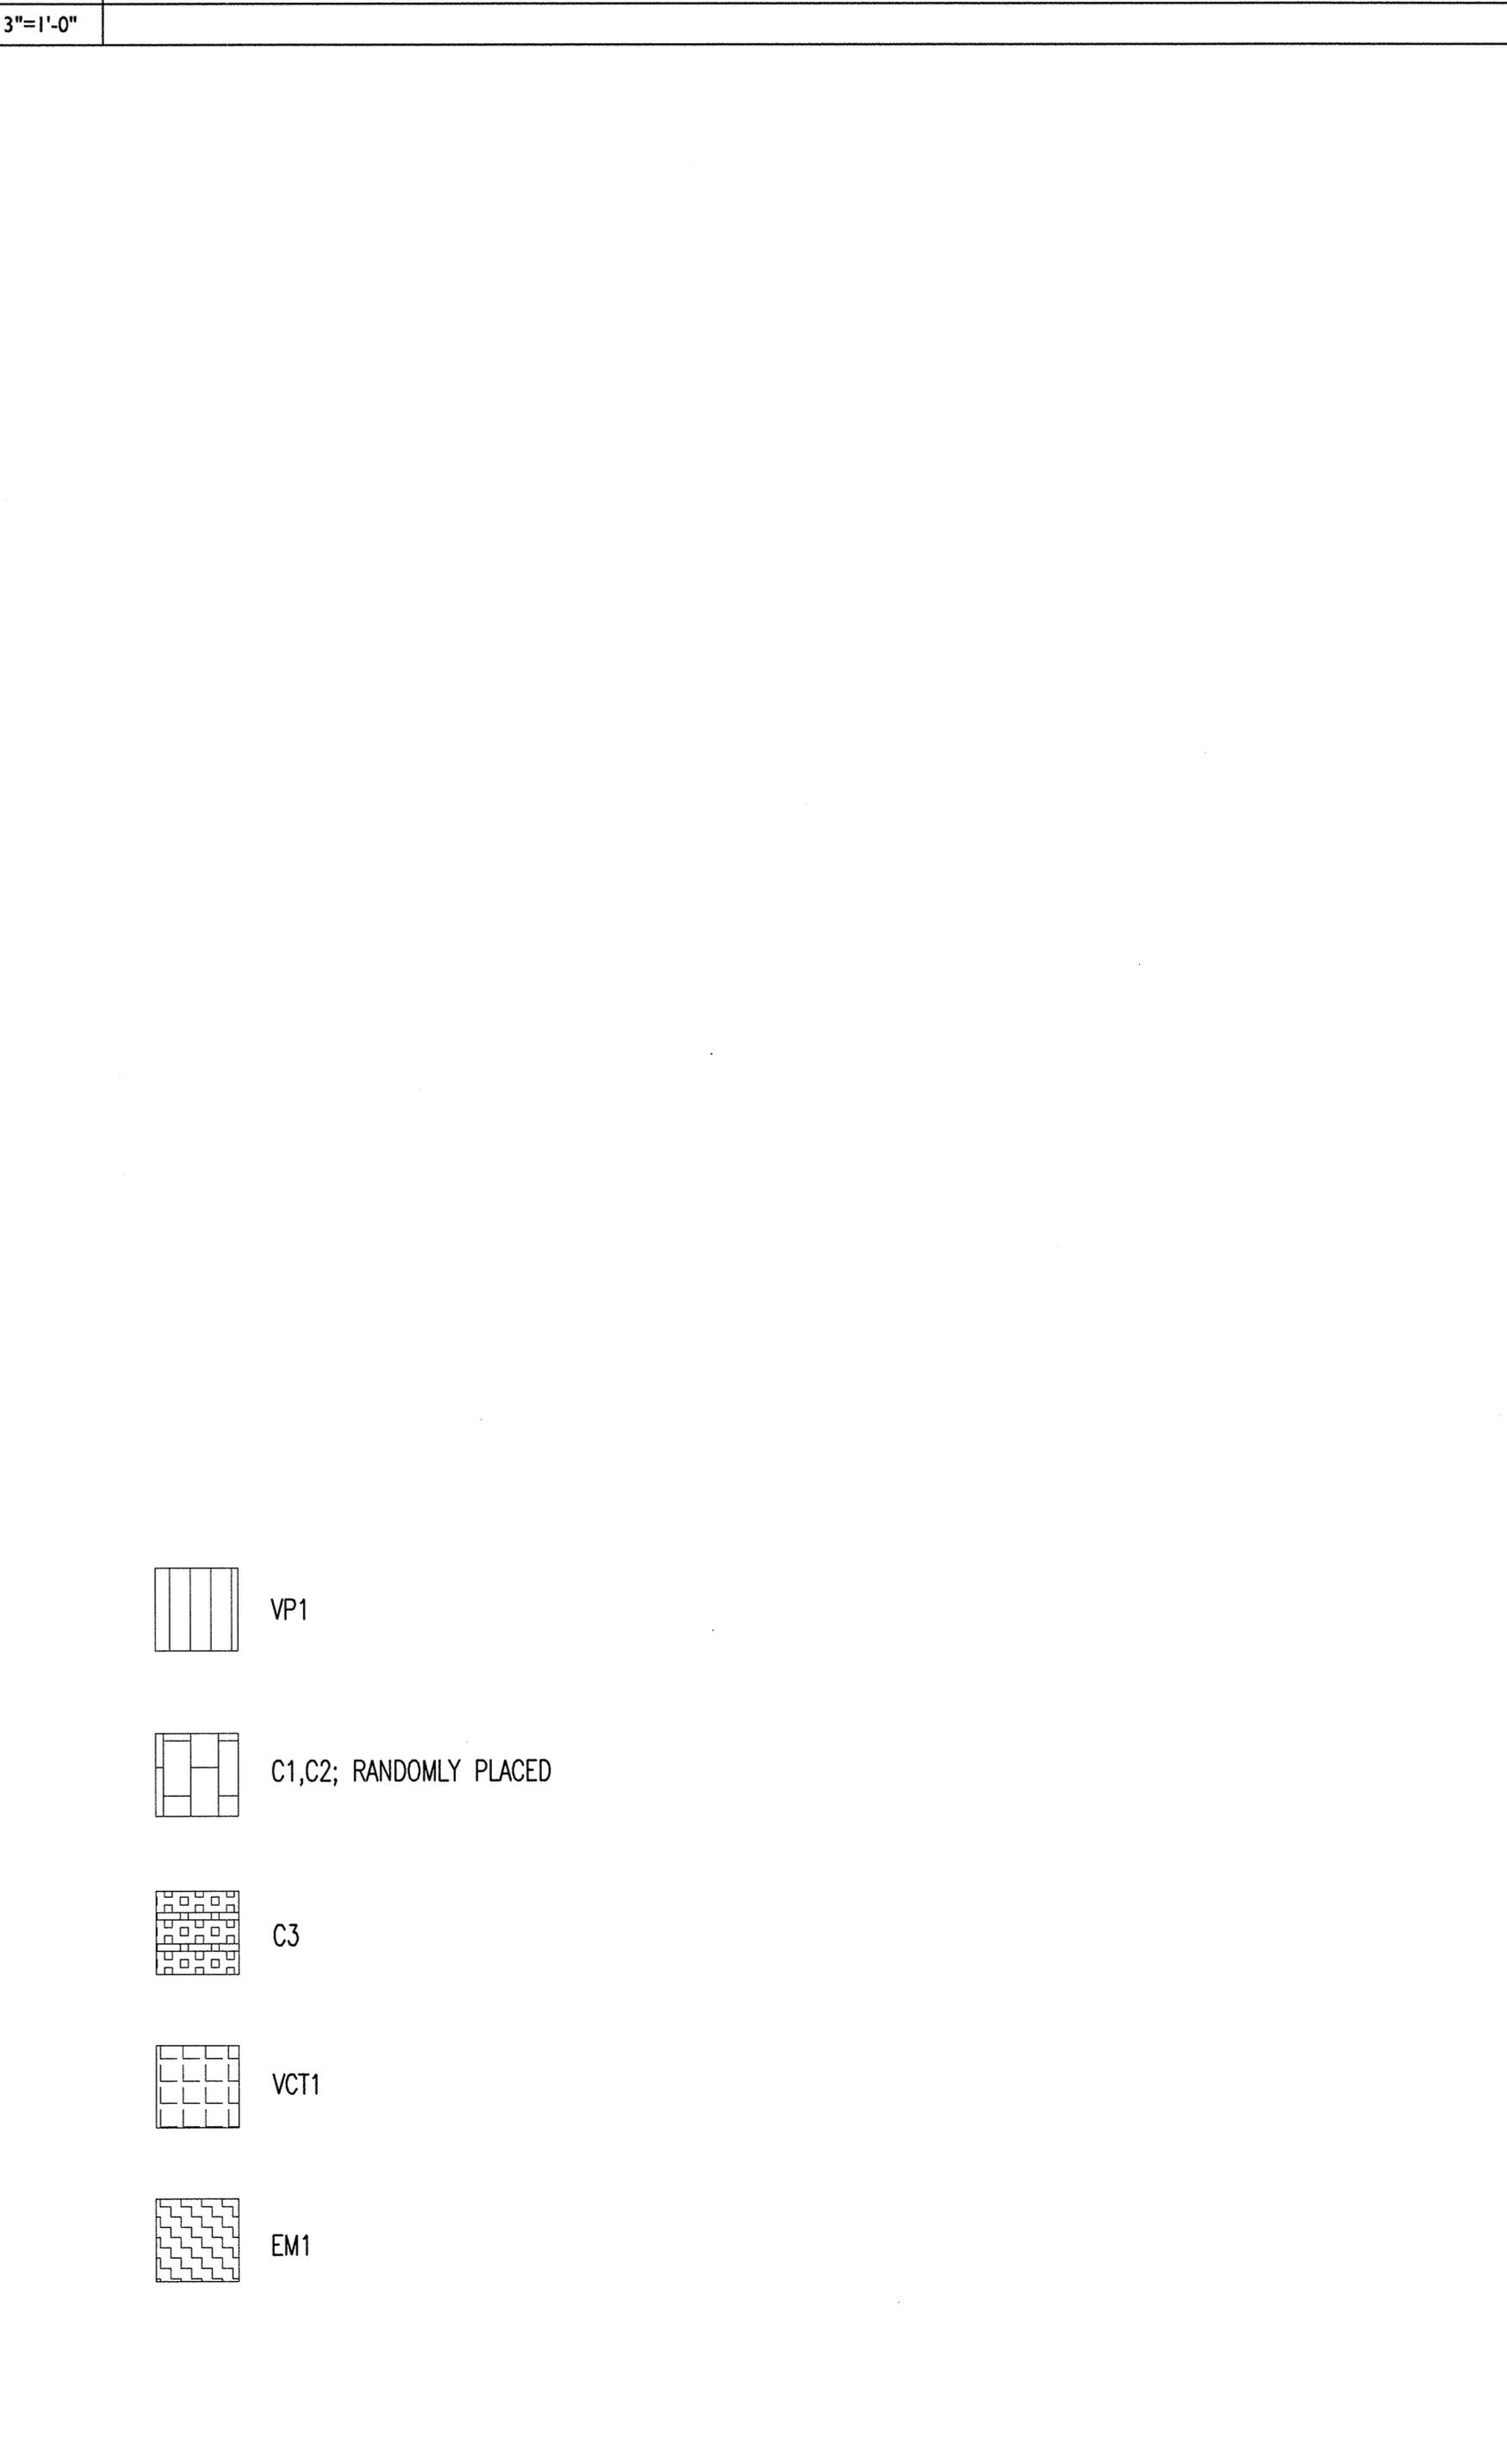 3"=1'-0"
VP1
C1,C2; RANDOMLY PLACED
C3
VCT1
EM1